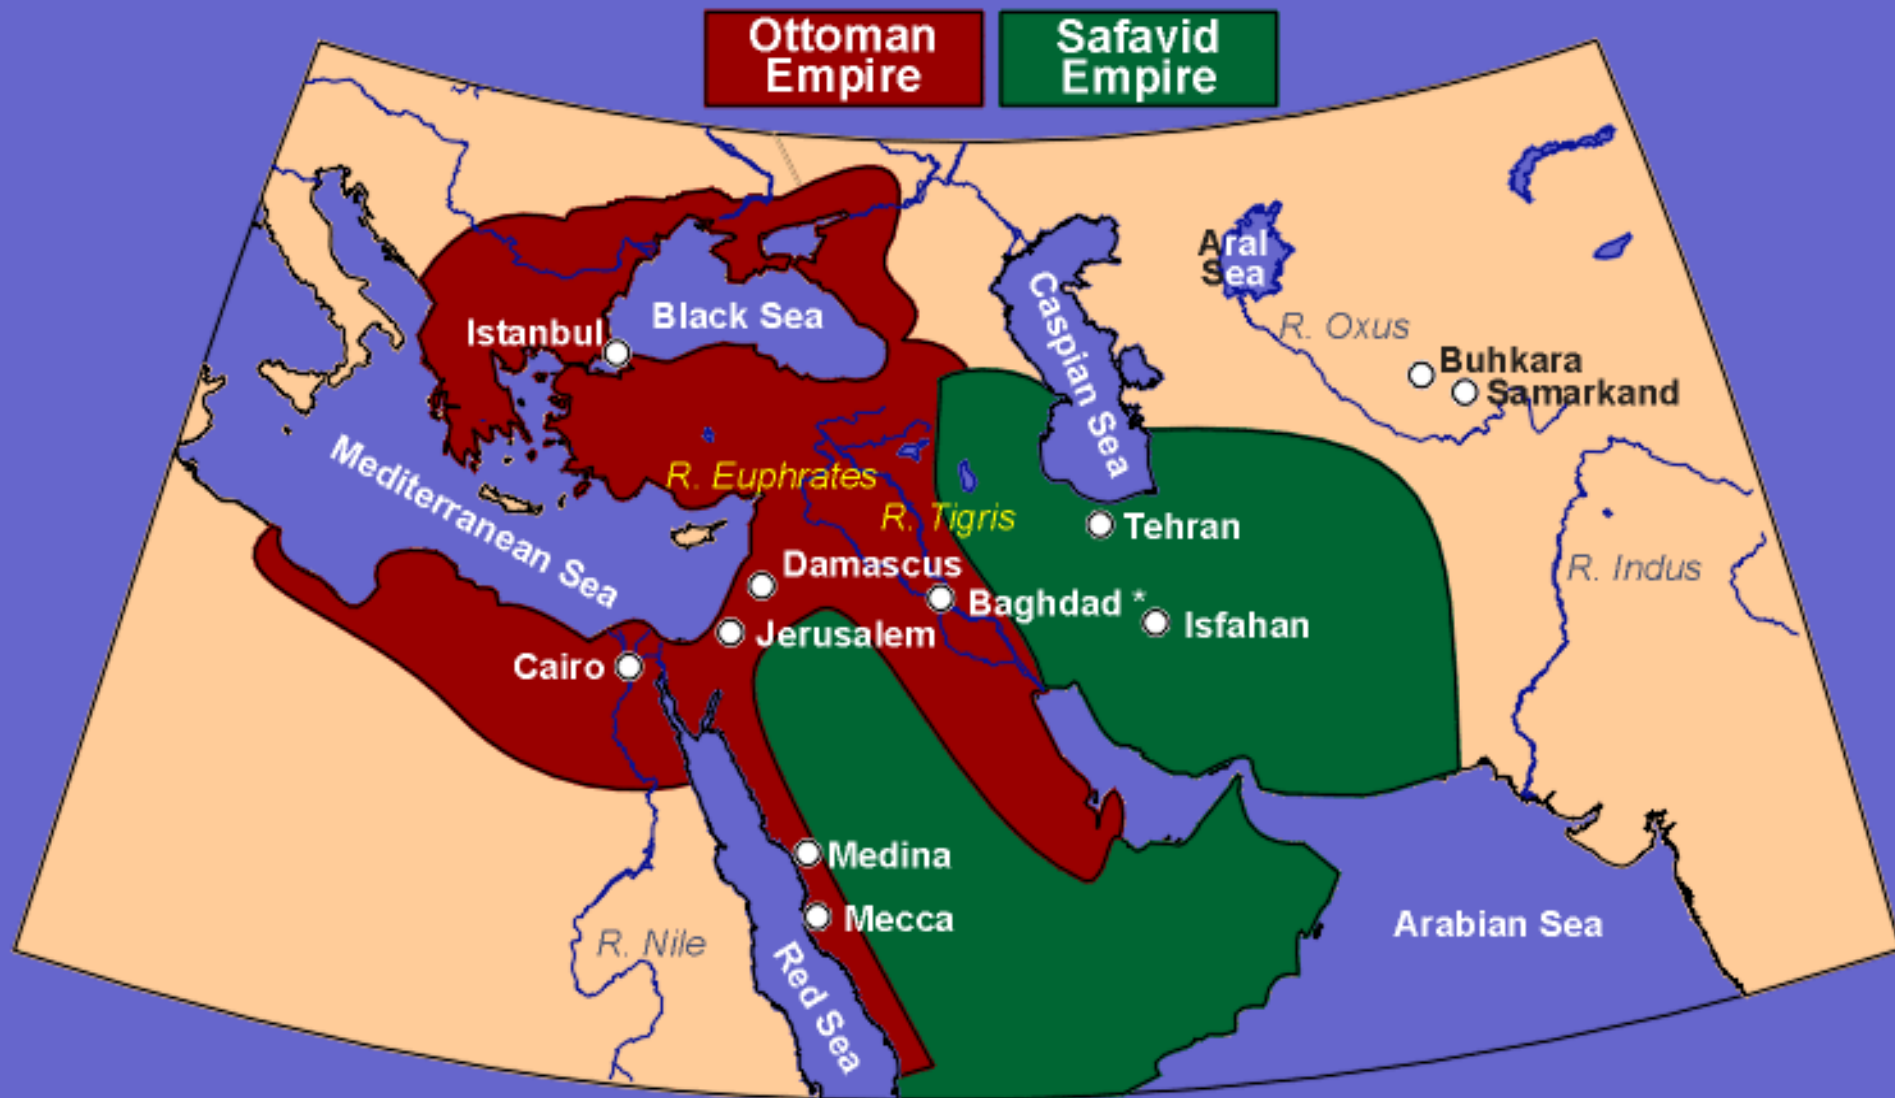 Ottoman
Empire
Safavid
Empire
Aral
Sea
Caspian Sea
Black Sea
Istanbul
R. Oxus
Buhkara
Samarkand
Mediterranean Sea
R. Euphrates
R. Tigris
Tehran
Damascus
R. Indus
Baghdad *
Isfahan
Jerusalem
Cairo
Medina
Mecca
Arabian Sea
R. Nile
Red Sea